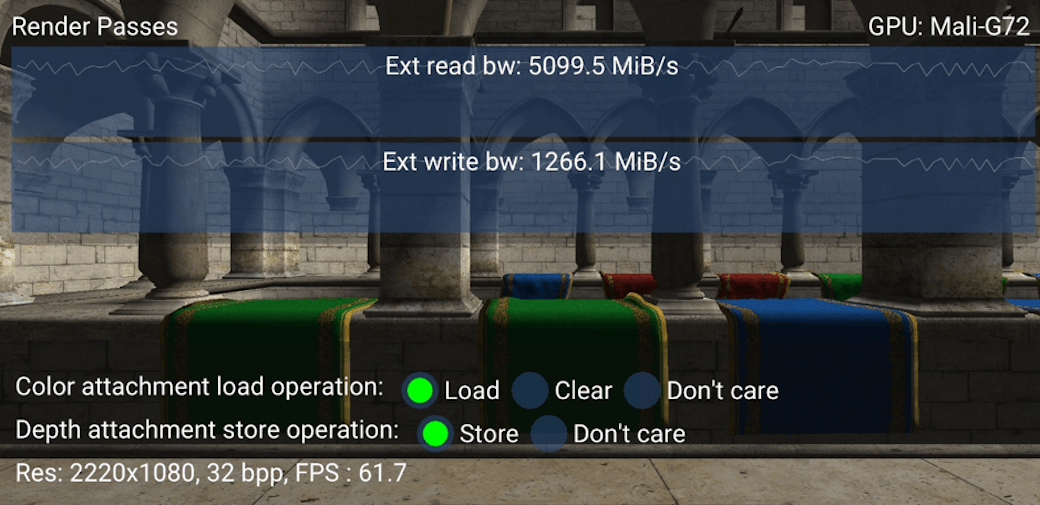 Render Passes GPU: Mali-G72
Ext read bw: 5099.5 MiB/s
Ext write bw: 1266.1 MiB/s
Color attachment load operation: Load Clear Don't care
Depth attachment store operation: Store Don't care
Res: 2220x1080, 32 bpp, FPS : 61.7